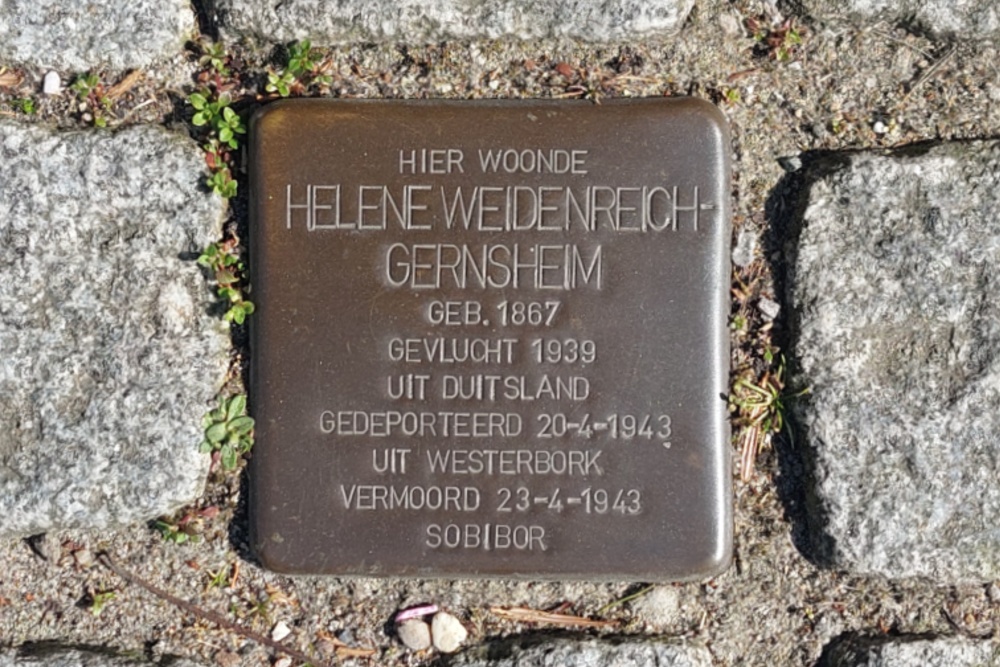 HIER WOONDE
HELENE WEIDENREICH-
GERNSHEIM
GEB. 1867
GEVLUCHT 1939
UIT DUITSLAND
GEDEPORTEERD 20-4-1943
UIT WESTERBORK
VERMOORD 23-4-1943
SOBIBOR